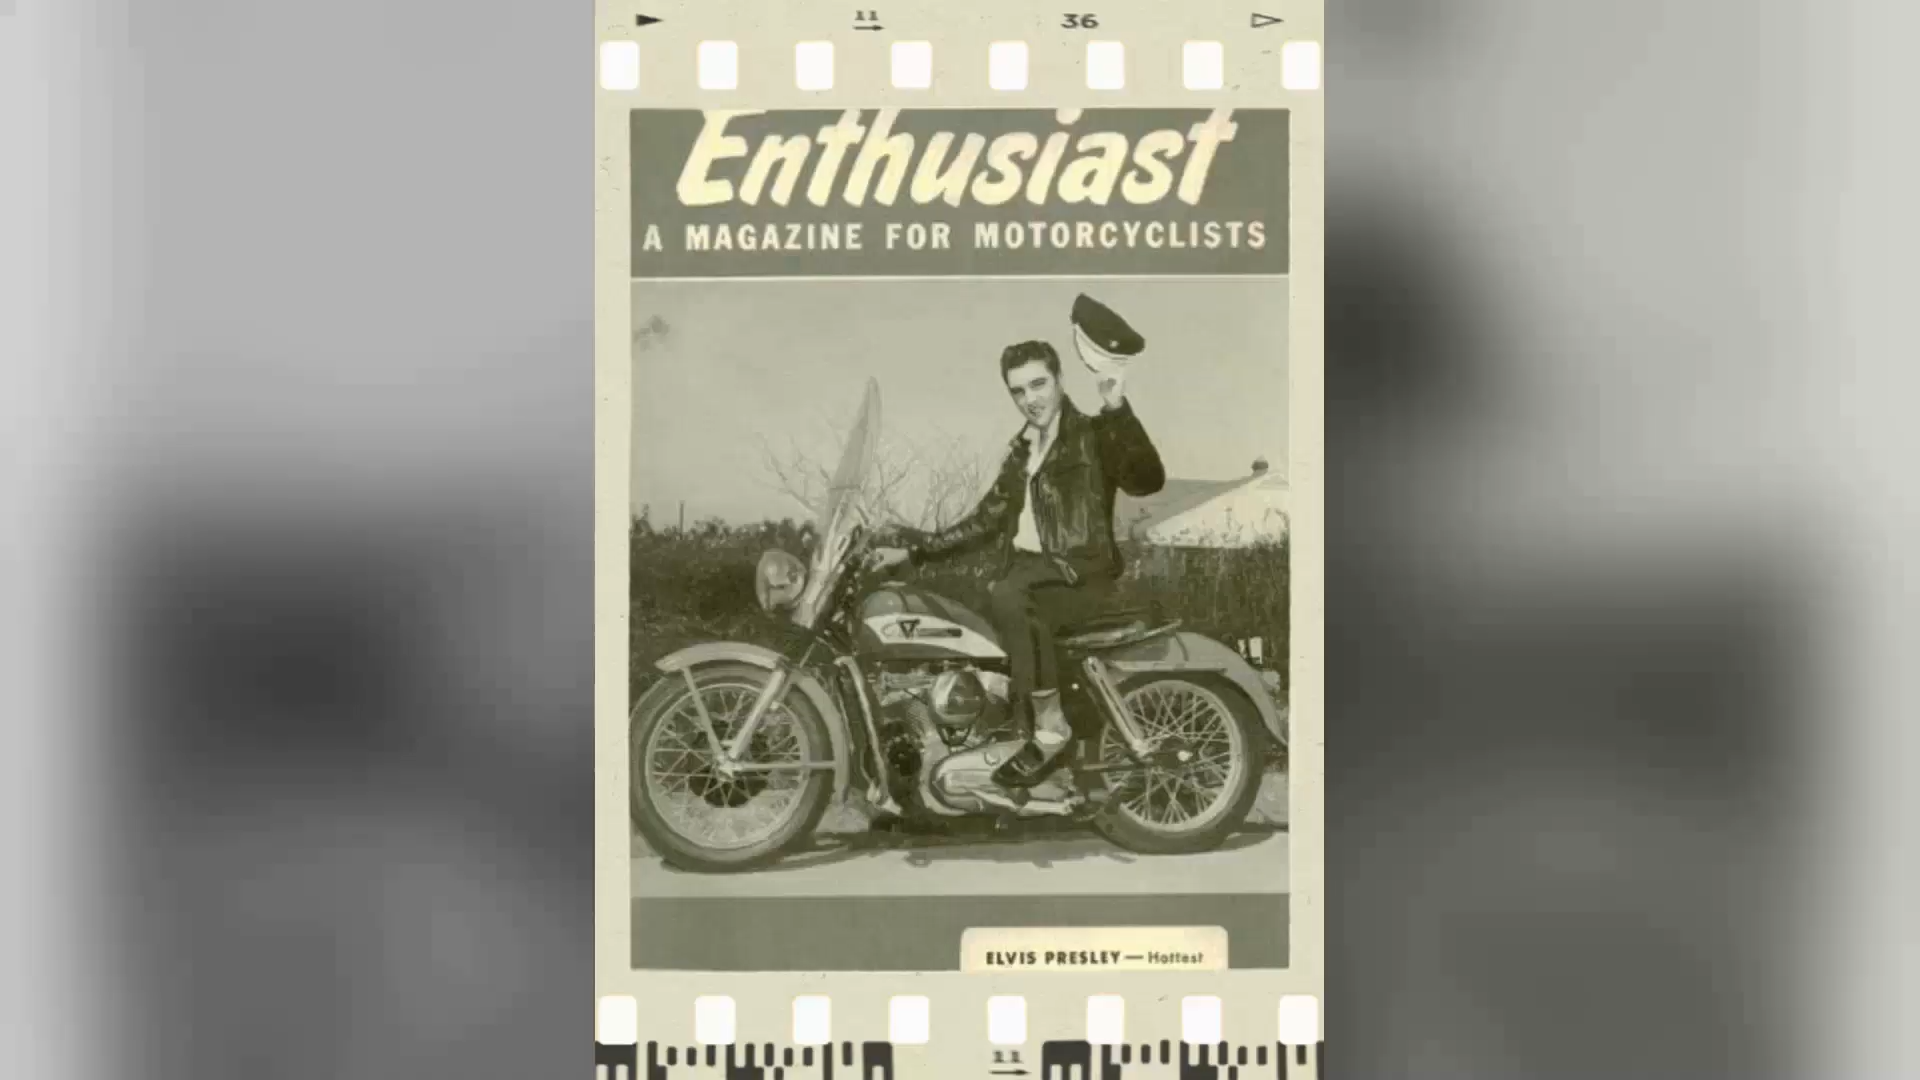 11 36
Enthusiast
A MAGAZINE FOR MOTORCYCLISTS
ELVIS PRESLEY — Hottest
11